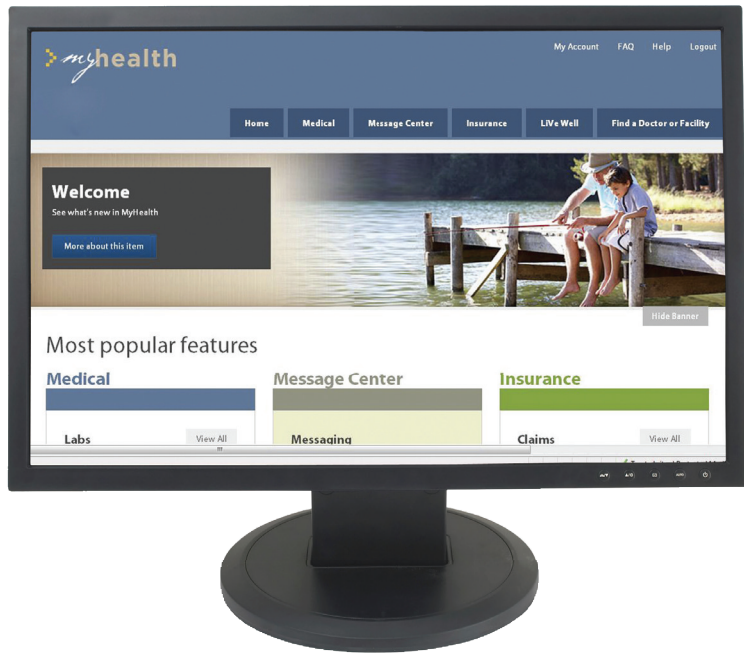 myhealth
My Account FAQ Help Logout
Home Medical Message Center Insurance LiVe Well Find a Doctor or Facility
Welcome
See what's new in MyHealth
More about this item
Hide Banner
Most popular features
Medical Message Center Insurance
Labs View All Messaging Claims View All